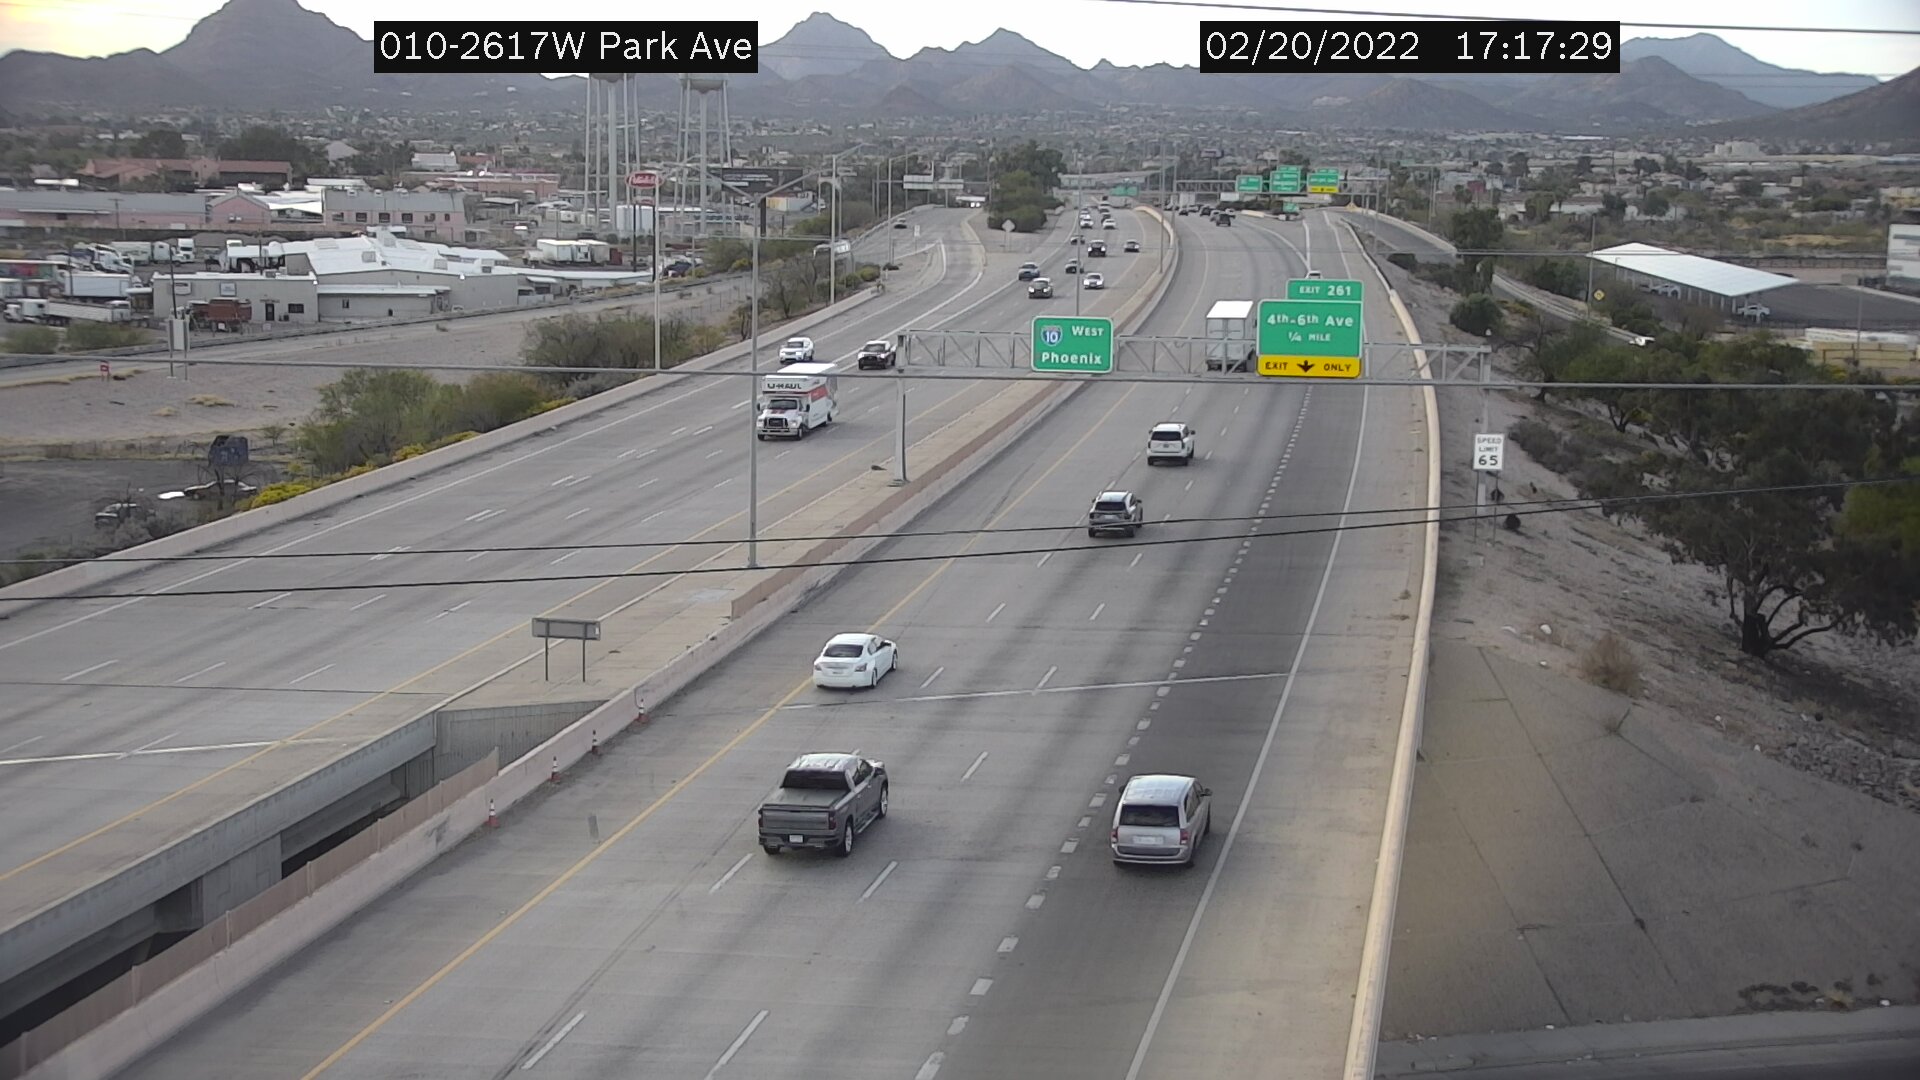 010-2617W Park Ave
02/20/2022 17:17:29
EXIT 261
4th-6th Ave
1/4 MILE
EXIT ONLY
10 WEST
Phoenix
U-HAUL
SPEED
LIMIT
65